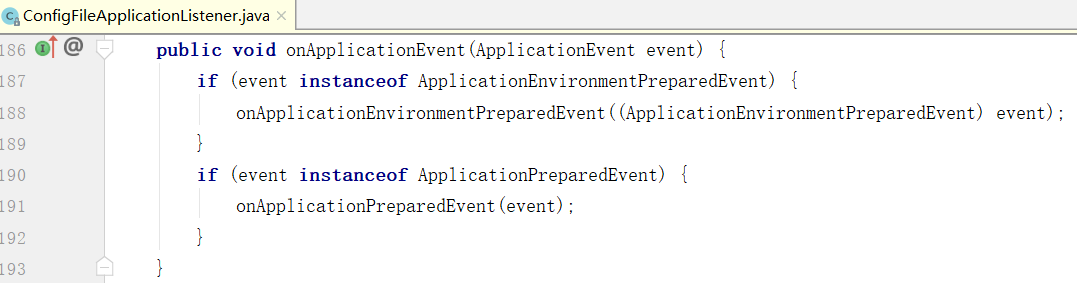 ConfigFileApplicationListener.java ×
186 @ public void onApplicationEvent(ApplicationEvent event) {
187 if (event instanceof ApplicationEnvironmentPreparedEvent) {
188 onApplicationEnvironmentPreparedEvent((ApplicationEnvironmentPreparedEvent) event);
189 }
190 if (event instanceof ApplicationPreparedEvent) {
191 onApplicationPreparedEvent(event);
192 }
193 }